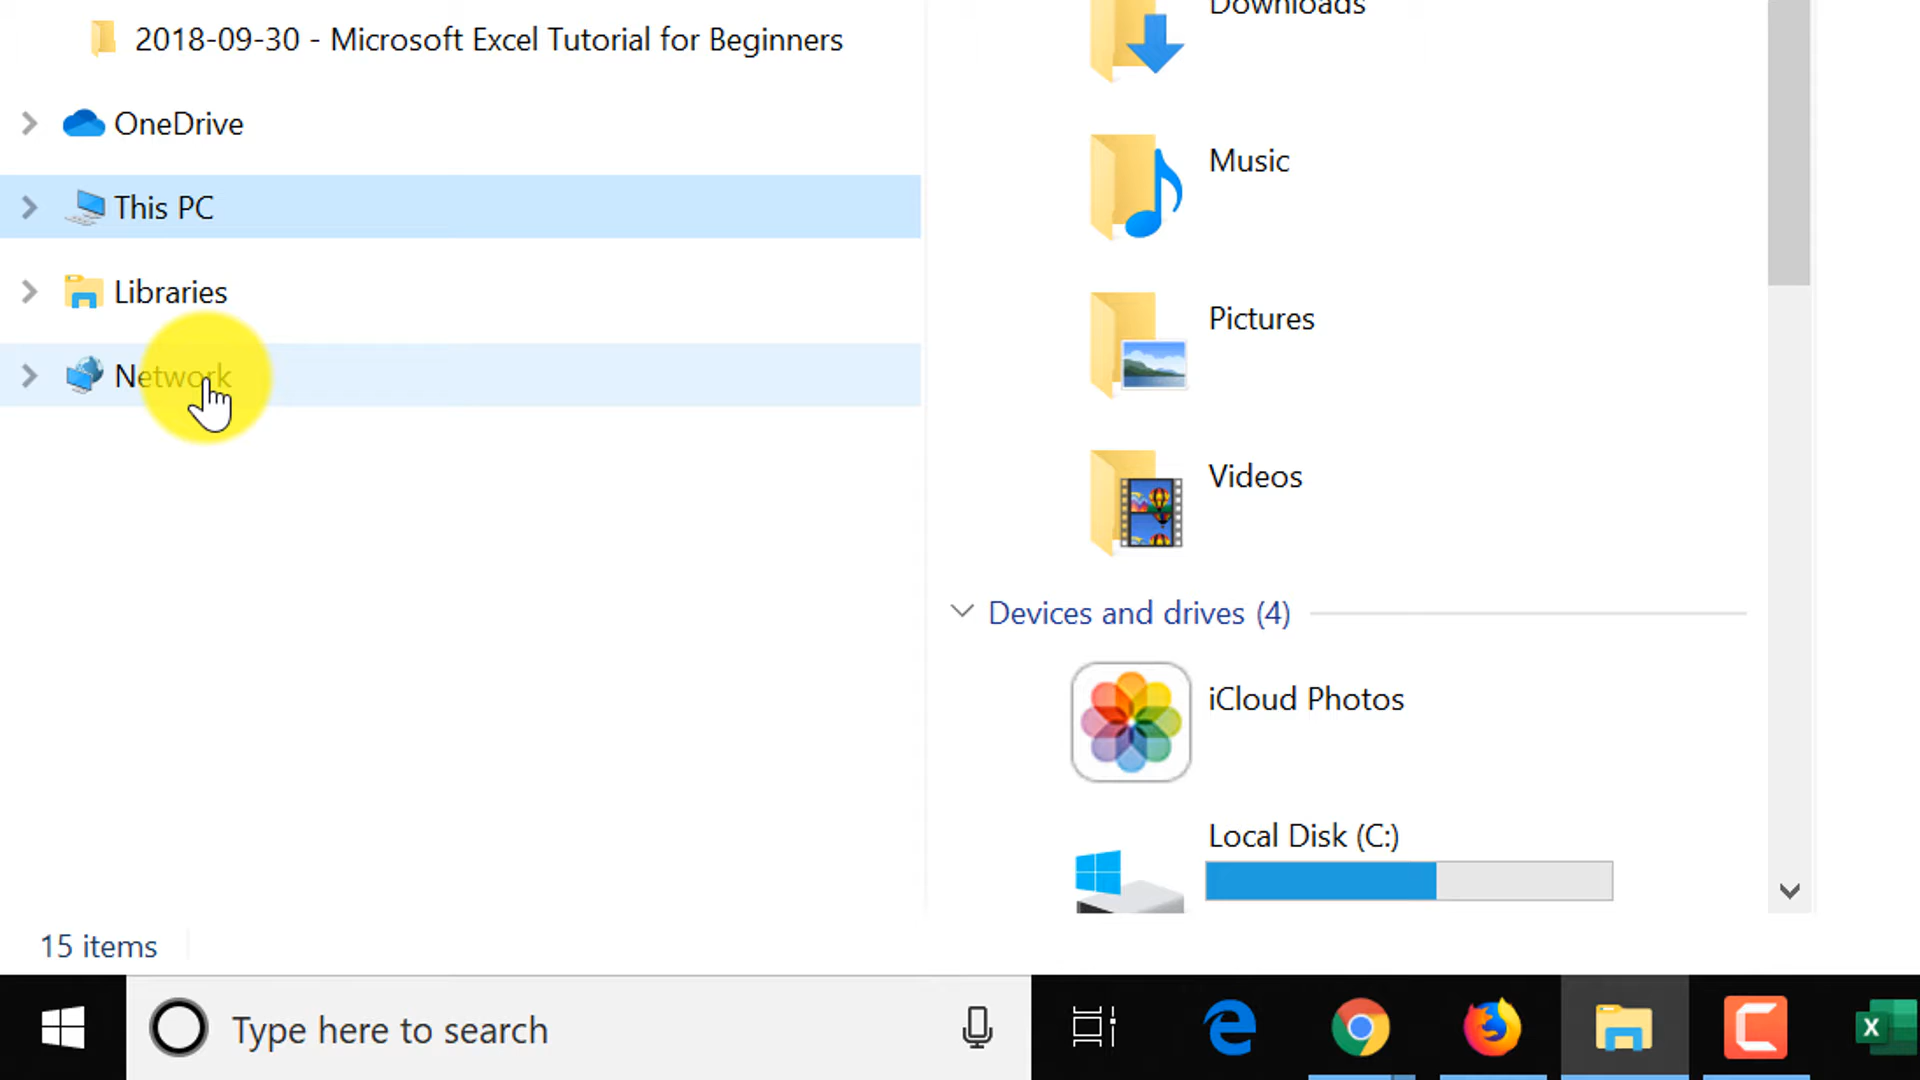 2018-09-30 - Microsoft Excel Tutorial for Beginners
OneDrive
This PC
Libraries
Network
Downloads
Music
Pictures
Videos
Devices and drives (4)
iCloud Photos
Local Disk (C:)
15 items
Type here to search